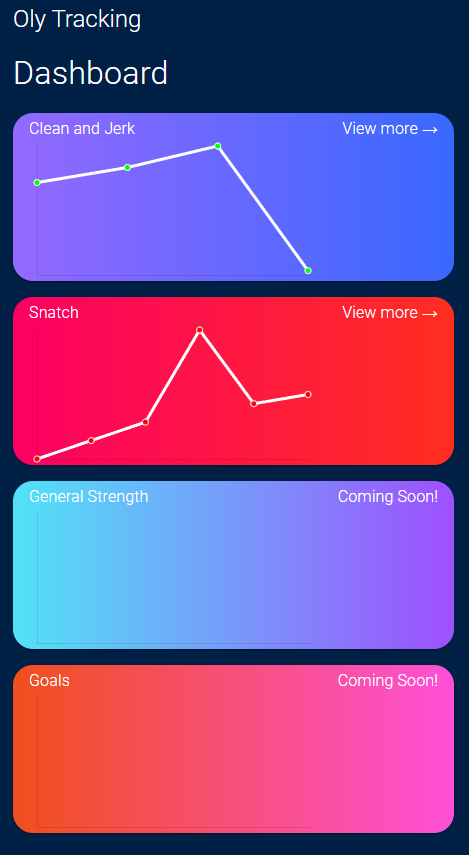 Oly Tracking
Dashboard
Clean and Jerk View more →
Snatch View more →
General Strength Coming Soon!
Goals Coming Soon!